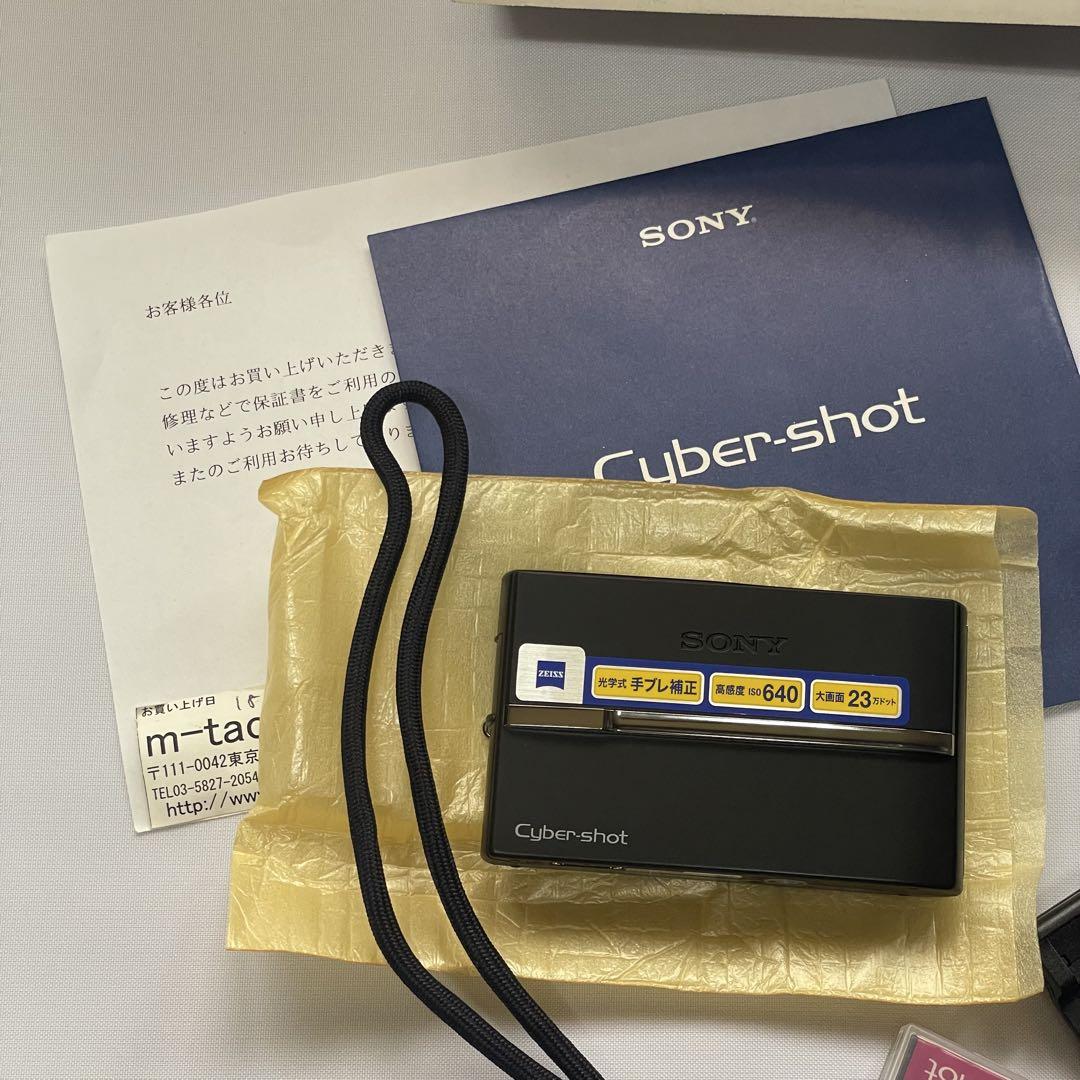 SONY
Cyber-shot
お客様各位
この度はお買い上げいただき
修理などで保証書をご利用の
いますようお願い申し上
またのご利用お待ちして
お買い上げ日 18
m-tac
〒111-0042東京
TEL03-5827-2054
http://www
SONY
ZEISS
光学式 手ブレ補正 高感度 ISO 640 大画面 23万ドット
Cyber-shot